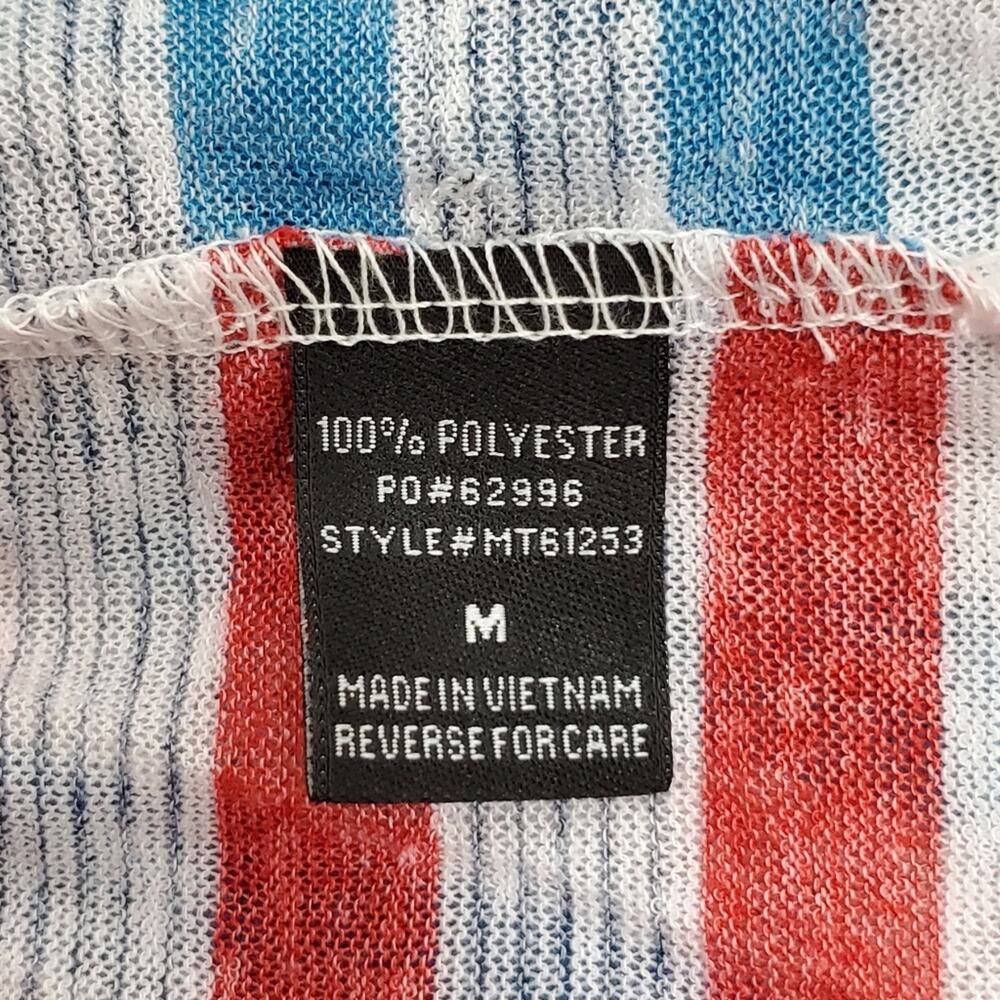 100% POLYESTER
PO#62996
STYLE#MT61253
M
MADE IN VIETNAM
REVERSE FOR CARE